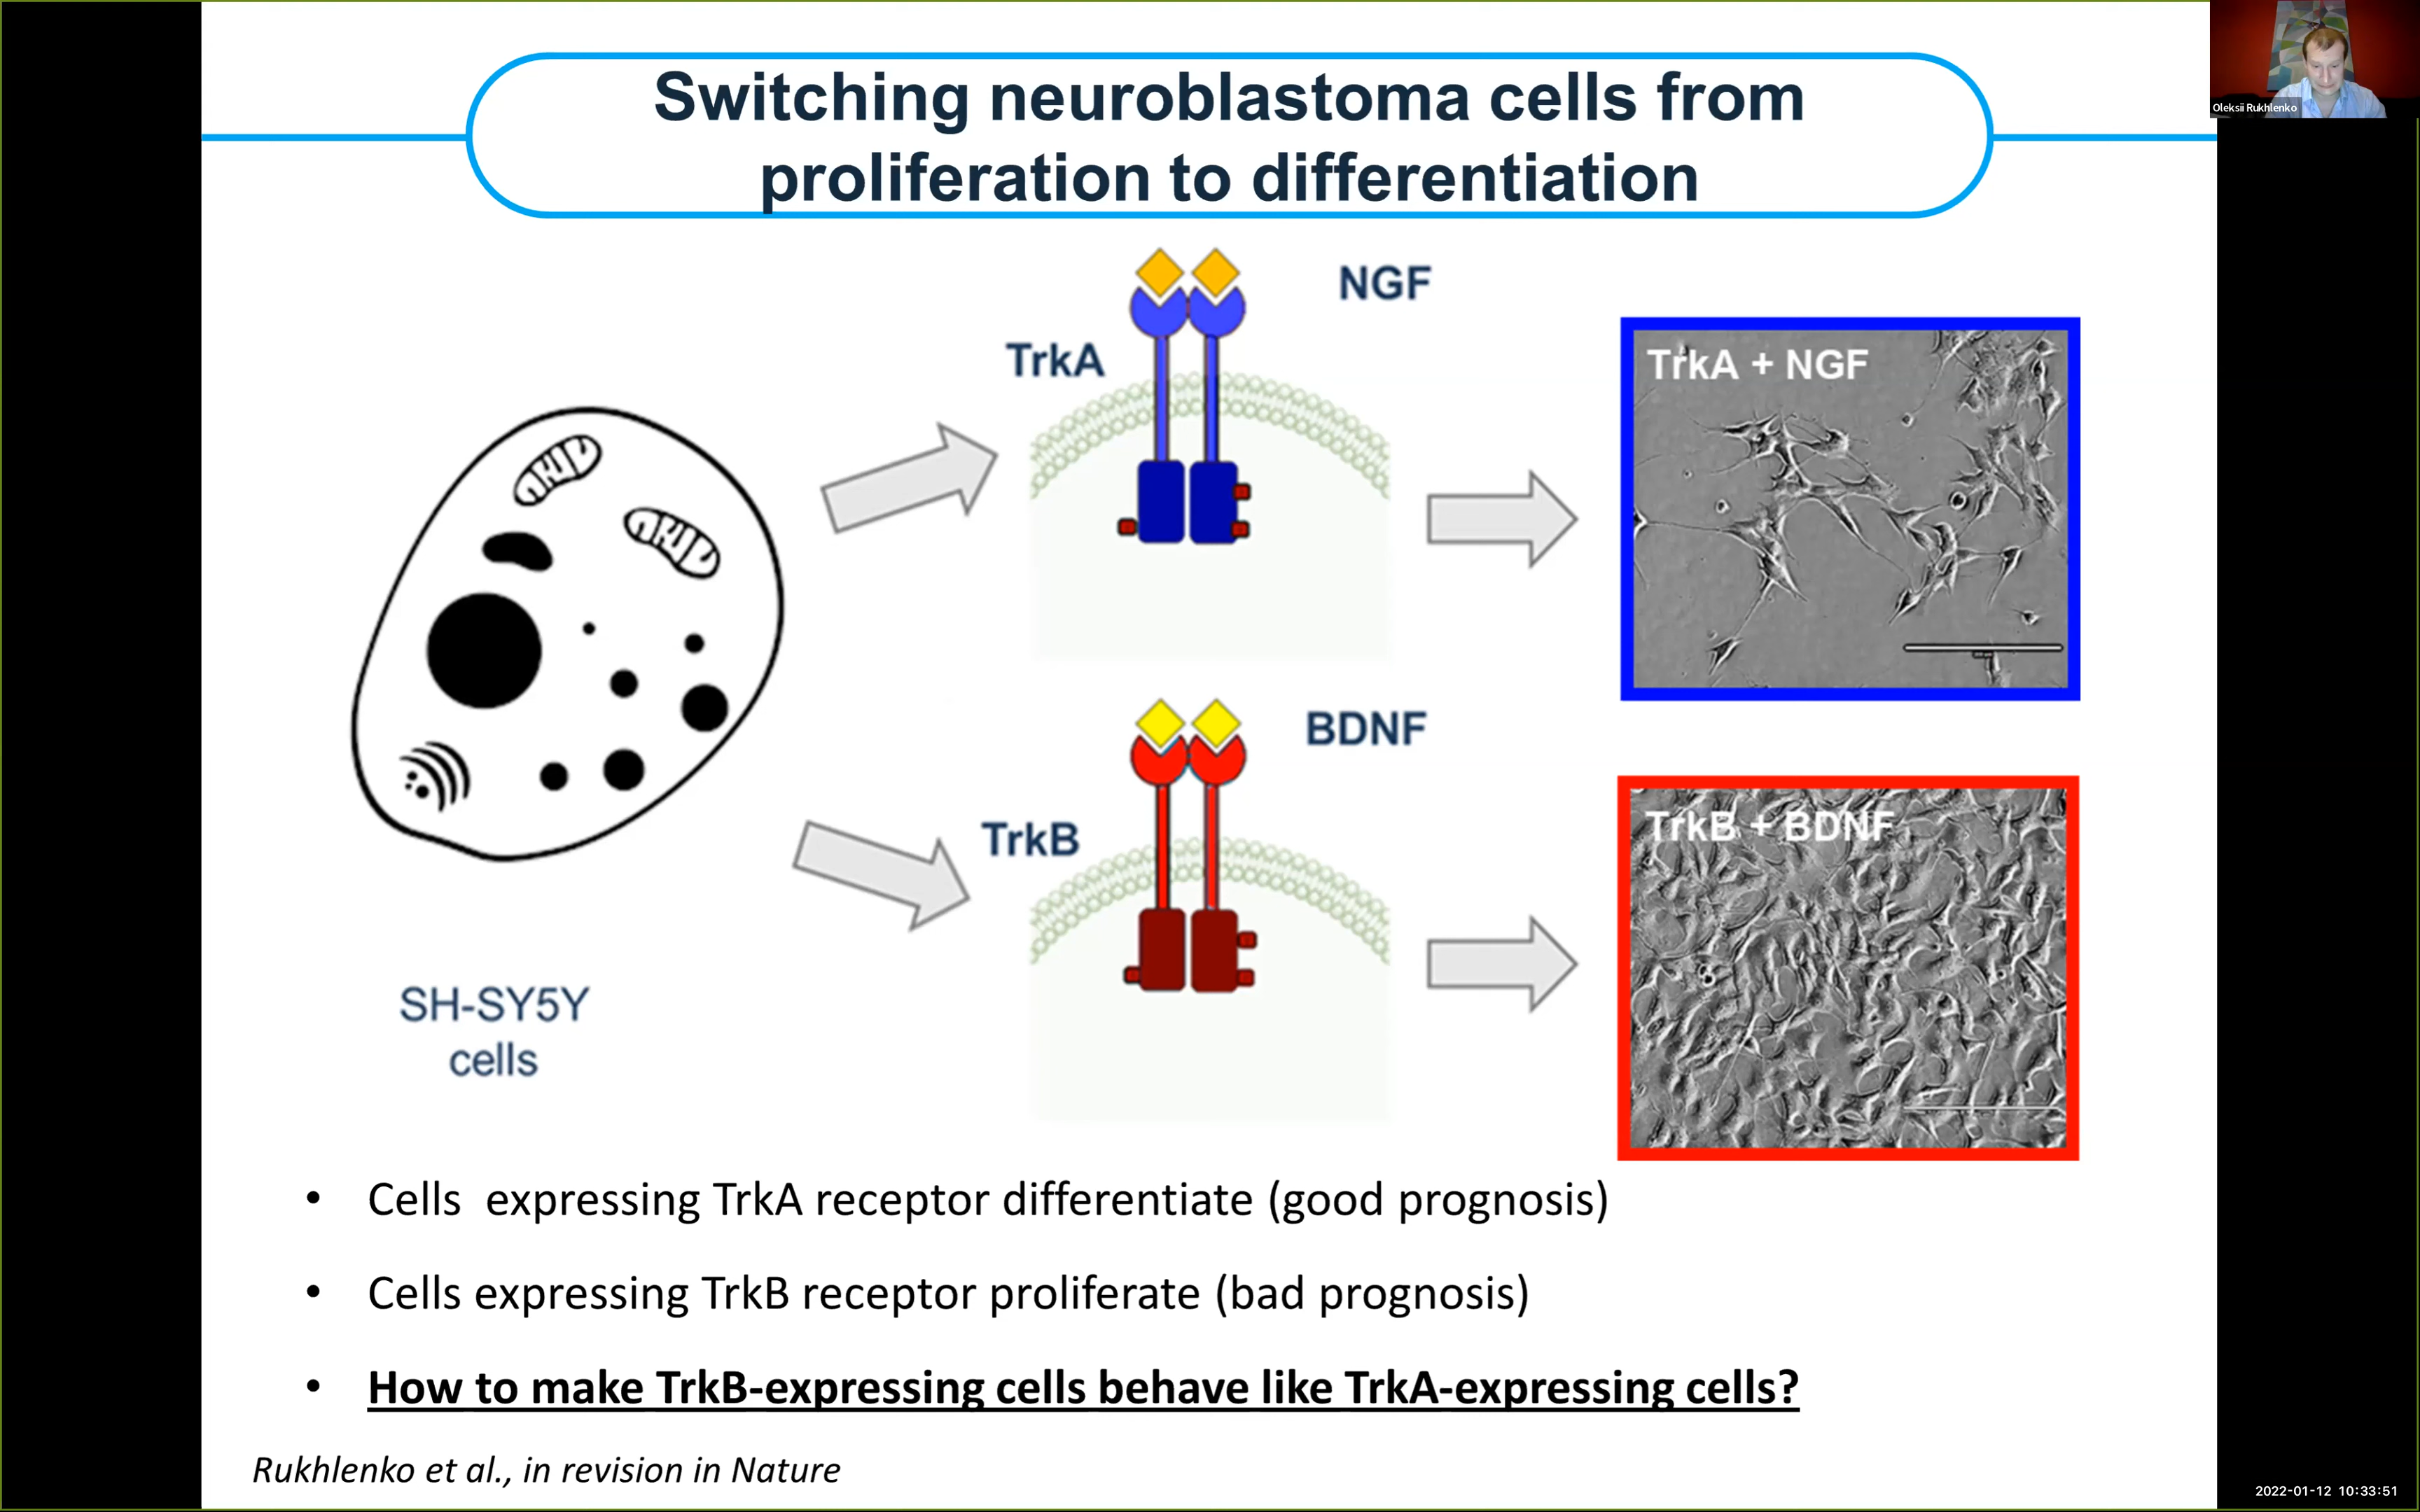 Switching neuroblastoma cells from
proliferation to differentiation
Oleksii Rukhlenko
NGF
TrkA
TrkA + NGF
BDNF
TrkB
TrkB + BDNF
SH-SY5Y
cells
• Cells  expressing TrkA receptor differentiate (good prognosis)
• Cells expressing TrkB receptor proliferate (bad prognosis)
• How to make TrkB-expressing cells behave like TrkA-expressing cells?
Rukhlenko et al., in revision in Nature
2022-01-12 10:33:51